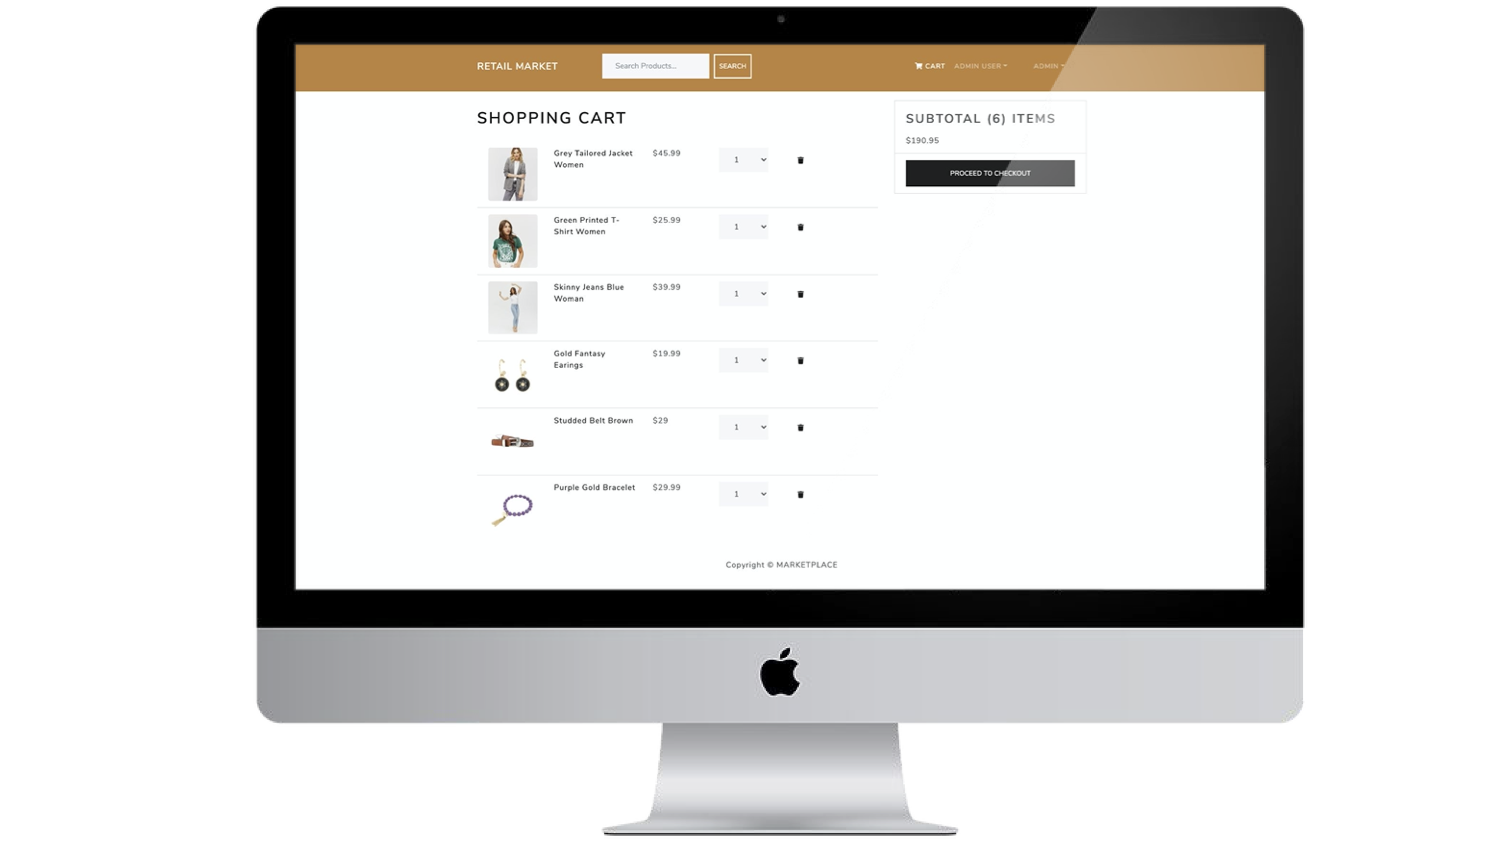 RETAIL MARKET
Search Products...
SEARCH
CART
ADMIN USER
ADMIN
SHOPPING CART
Grey Tailored Jacket
Women
$45.99
1
Green Printed T-
Shirt Women
$25.99
1
Skinny Jeans Blue
Woman
$39.99
1
Gold Fantasy
Earings
$19.99
1
Studded Belt Brown
$29
1
Purple Gold Bracelet
$29.99
1
SUBTOTAL (6) ITEMS
$190.95
PROCEED TO CHECKOUT
Copyright © MARKETPLACE